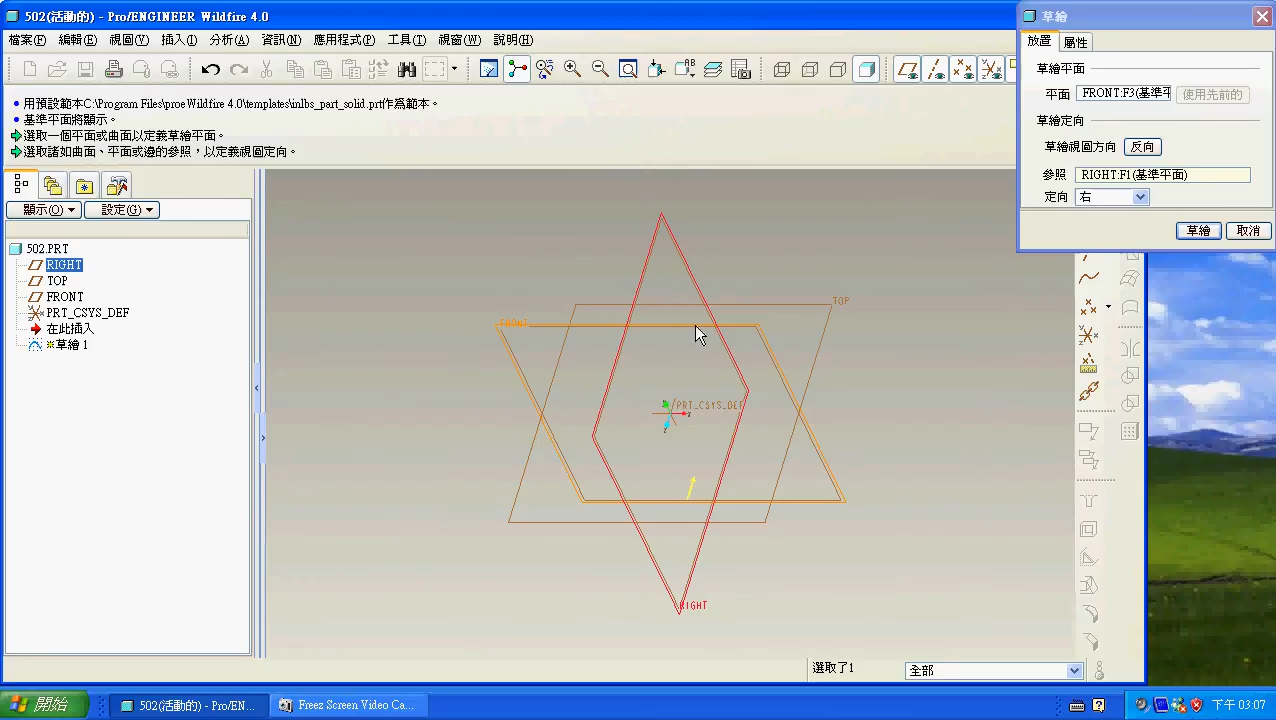 502(活動的) - Pro/ENGINEER Wildfire 4.0
檔案(F) 編輯(E) 視圖(V) 插入(I) 分析(A) 資訊(N) 應用程式(P) 工具(T) 視窗(W) 說明(H)
用預設範本C:\Program Files\proeWildfire 4.0\templates\inlbs_part_solid.prt作為範本。
基準平面將顯示。
選取一個平面或曲面以定義草繪平面。
選取諸如曲面、平面或邊的參照，以定義視圖定向。
顯示(O) 設定(G)
502.PRT
RIGHT
TOP
FRONT
PRT_CSYS_DEF
在此插入
※草繪 1
TOP
FRONT
PRT_CSYS_DEF
RIGHT
草繪
放置 屬性
草繪平面
平面 FRONT:F3(基準平 使用先前的
草繪定向
草繪視圖方向 反向
參照 RIGHT:F1(基準平面)
定向 右
草繪 取消
選取了1 全部
開始 502(活動的) - Pro/EN... Freez Screen Video Ca... 下午 03:07